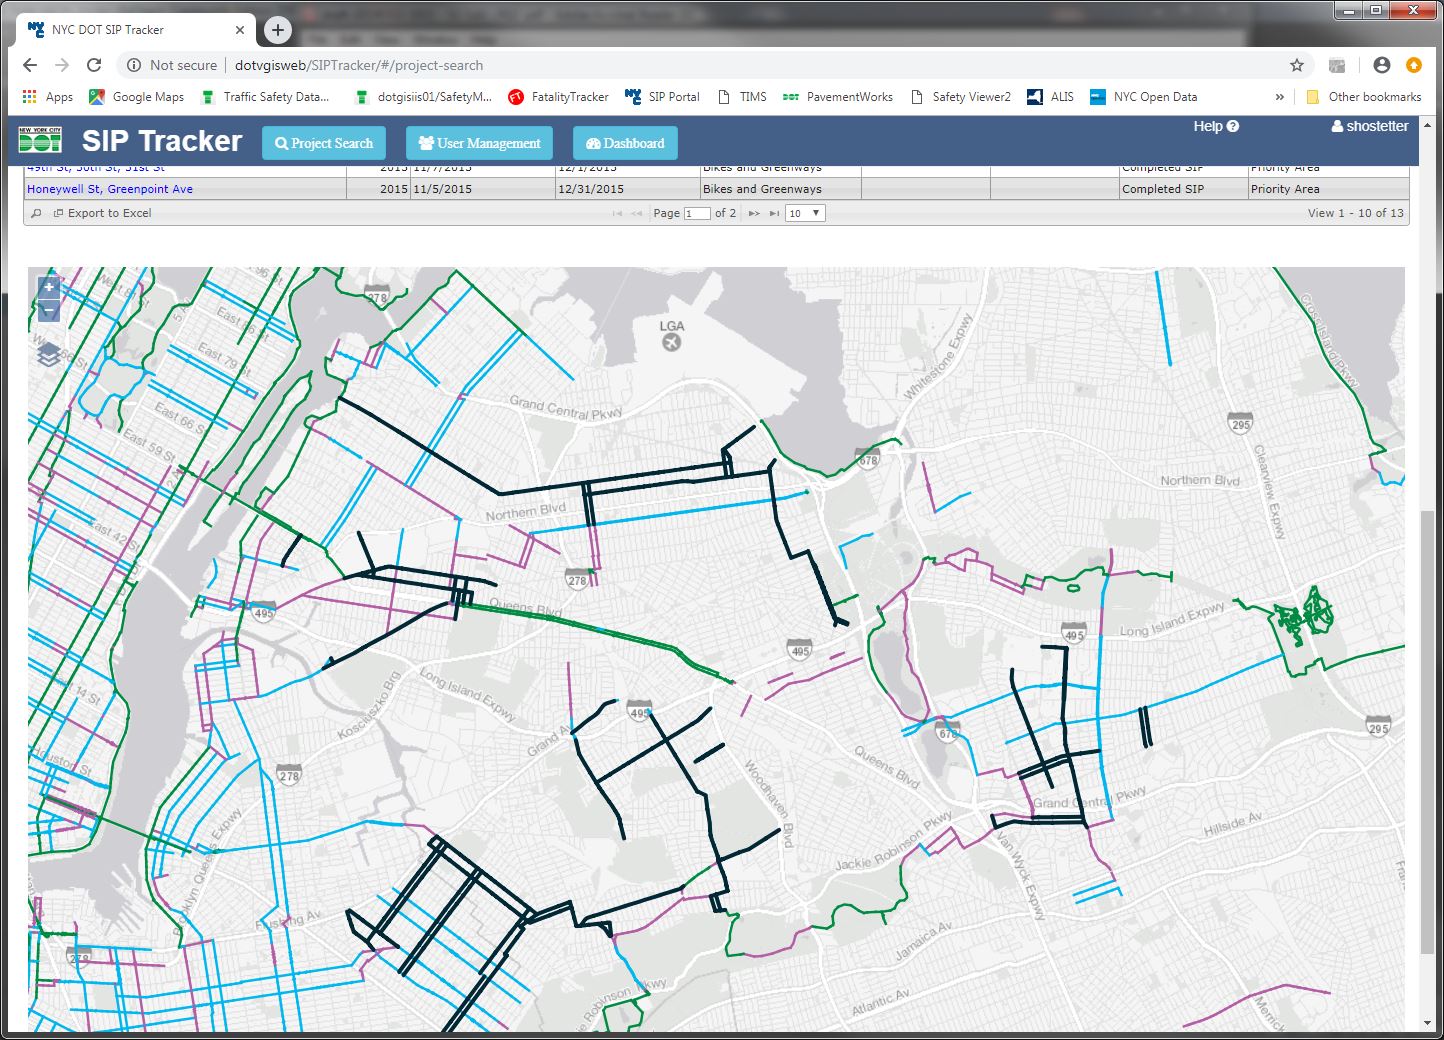 NYC DOT SIP Tracker
Not secure | dotvgisweb/SIPTracker/#/project-search
Apps Google Maps Traffic Safety Data... dotgisiis01/SafetyM... FatalityTracker SIP Portal TIMS PavementWorks Safety Viewer2 ALIS NYC Open Data » Other bookmarks
NEW YORK CITY
DOT
SIP Tracker Project Search User Management Dashboard Help shostetter
49th St, 50th St, 51st St 2015 11/7/2015 12/1/2015 Bikes and Greenways Completed SIP Priority Area
Honeywell St, Greenpoint Ave 2015 11/5/2015 12/31/2015 Bikes and Greenways Completed SIP Priority Area
Export to Excel Page 1 of 2 10 View 1 - 10 of 13
+
−
278
LGA
East 79 St
East 66 St
East 59 St
East 42 St
Grand Central Pkwy
Whitestone Expy
Cross Island Pkwy
295
Clearview Expy
678
Northern Blvd
Northern Blvd
278
Queens Blvd
495
495
495
Long Island Expwy
Long Island Expwy
Kosciuszko Brg
495
Grand Av
678
295
14 St
Houston St
278
Queens Blvd
Woodhaven Blvd
Grand Central Pkwy
Hillside Av
Jackie Robinson Pkwy
Van Wyck Expwy
Brooklyn Queens Expwy
Flushing Av
278
Jamaica Av
Atlantic Av
Robinson Pkwy
Merrick